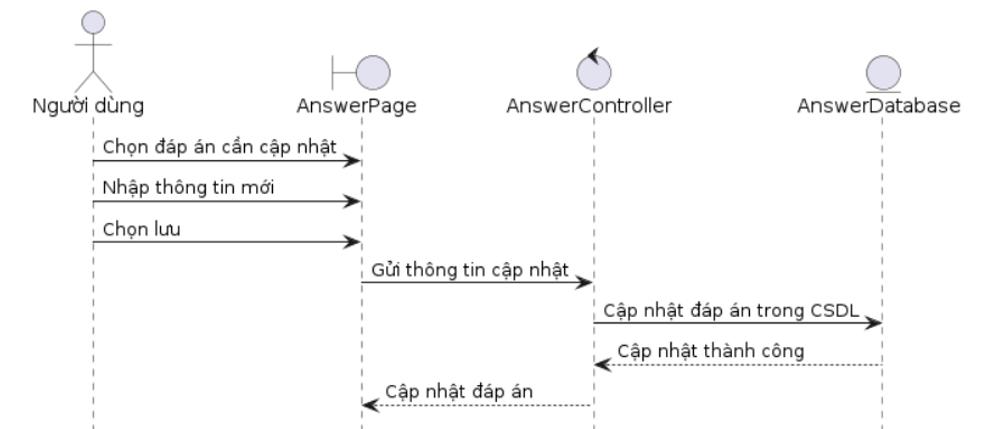 Người dùng
AnswerPage
AnswerController
AnswerDatabase
Chọn đáp án cần cập nhật
Nhập thông tin mới
Chọn lưu
Gửi thông tin cập nhật
Cập nhật đáp án trong CSDL
Cập nhật thành công
Cập nhật đáp án